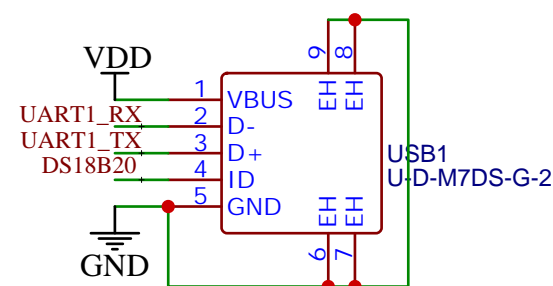 VDD
UART1_RX
UART1_TX
DS18B20
GND
1
2
3
4
5
VBUS
D-
D+
ID
GND
9
8
EH
EH
EH
EH
6
7
USB1
U-D-M7DS-G-2